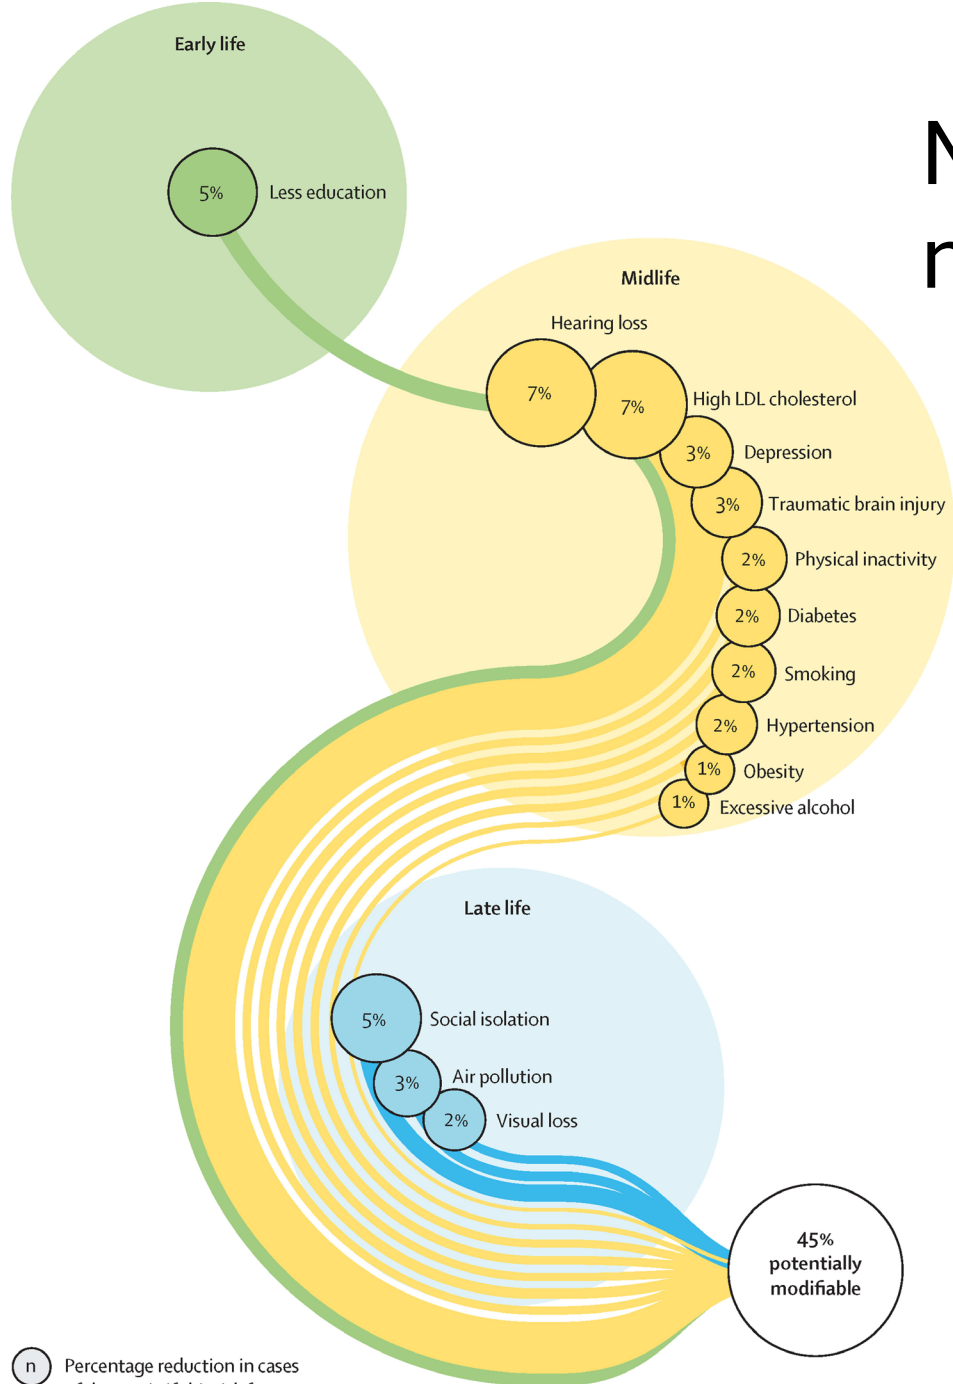 Early life
5%
Less education
Midlife
Hearing loss
7%
7%
High LDL cholesterol
3%
Depression
3%
Traumatic brain injury
2%
Physical inactivity
2%
Diabetes
2%
Smoking
2%
Hypertension
1%
Obesity
1%
Excessive alcohol
Late life
5%
Social isolation
3%
Air pollution
2%
Visual loss
45%
potentially
modifiable
n
Percentage reduction in cases